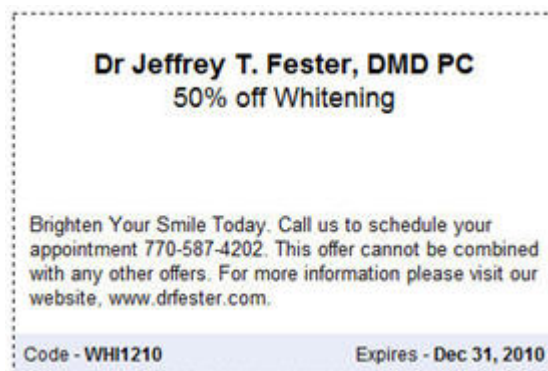 Dr Jeffrey T. Fester, DMD PC
50% off Whitening
Brighten Your Smile Today. Call us to schedule your
appointment 770-587-4202. This offer cannot be combined
with any other offers. For more information please visit our
website, www.drfester.com.
Code - WHI1210 Expires - Dec 31, 2010